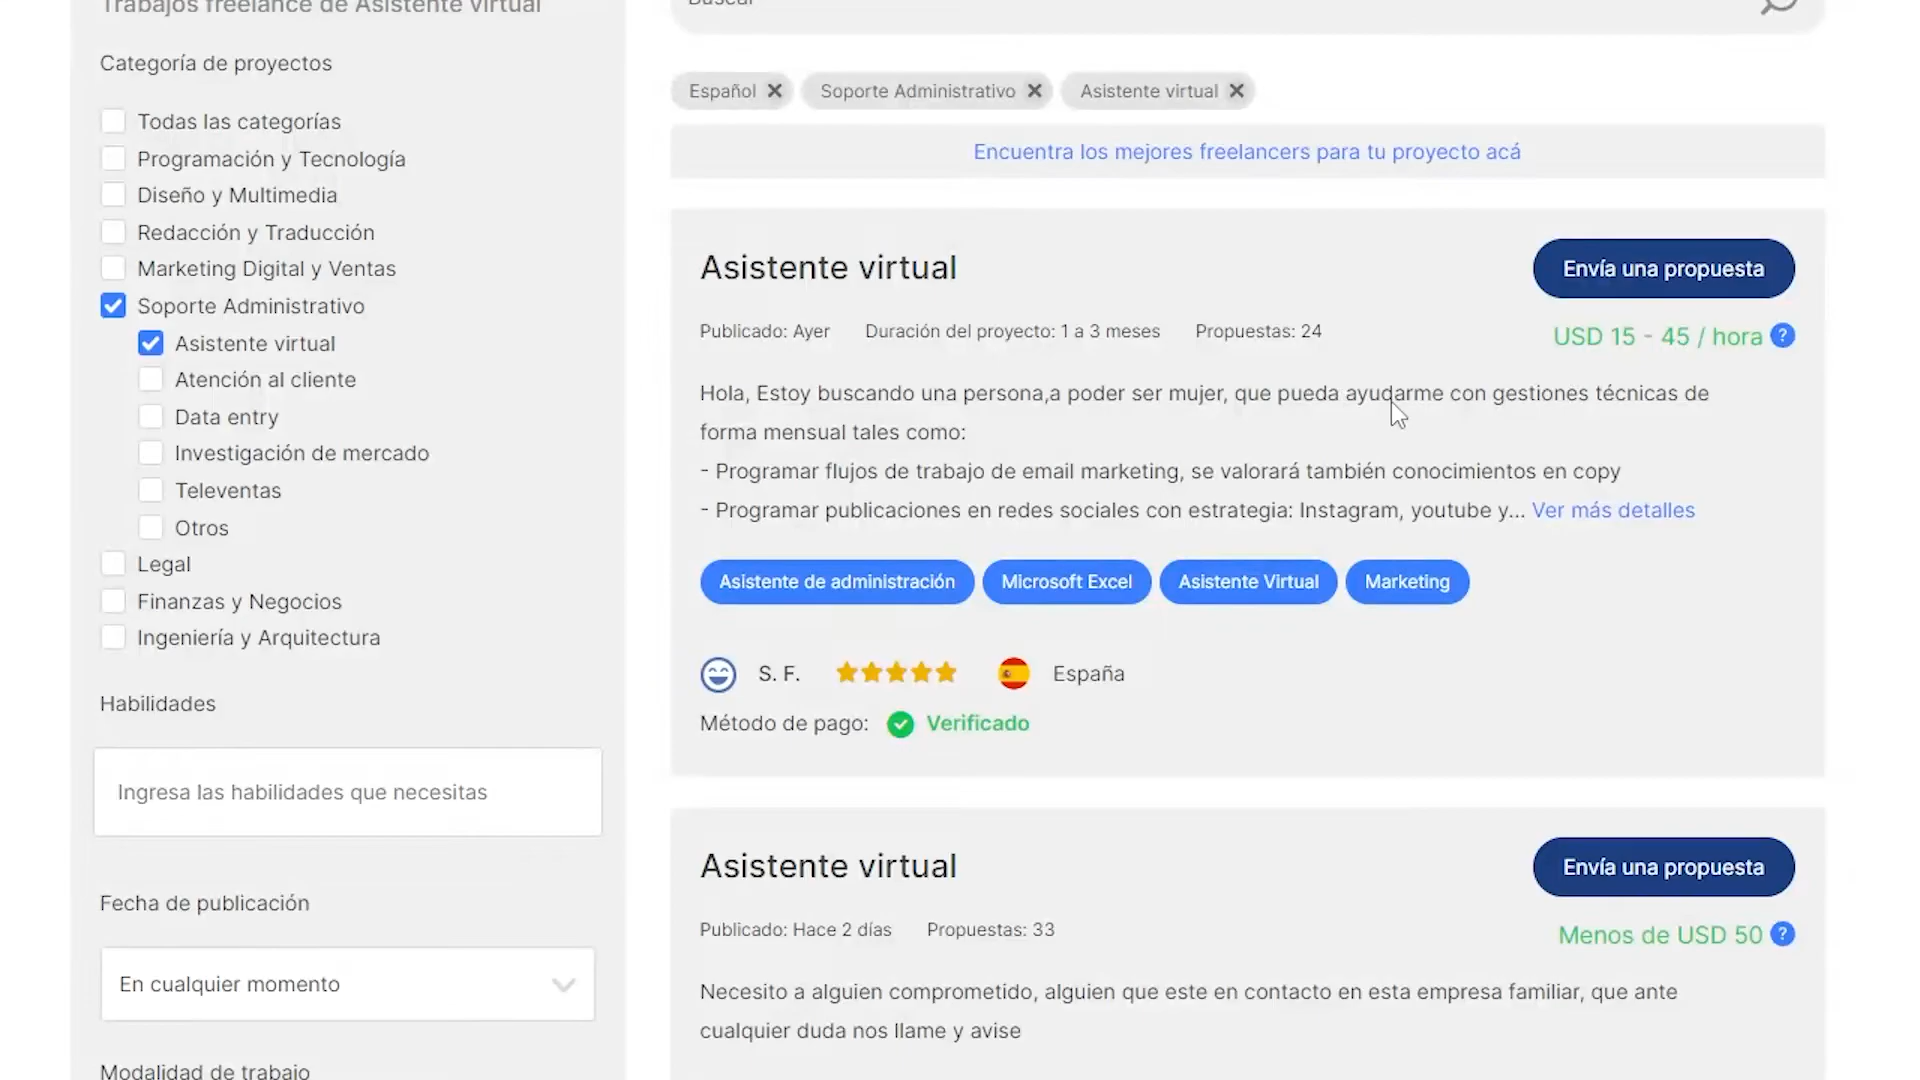 Trabajos freelance de Asistente virtual
Categoría de proyectos
Todas las categorías
Programación y Tecnología
Diseño y Multimedia
Redacción y Traducción
Marketing Digital y Ventas
Soporte Administrativo
Asistente virtual
Atención al cliente
Data entry
Investigación de mercado
Televentas
Otros
Legal
Finanzas y Negocios
Ingeniería y Arquitectura
Habilidades
Ingresa las habilidades que necesitas
Fecha de publicación
En cualquier momento
Modalidad de trabajo
Buscar
Español Soporte Administrativo Asistente virtual
Encuentra los mejores freelancers para tu proyecto acá
Asistente virtual
Envía una propuesta
Publicado: Ayer Duración del proyecto: 1 a 3 meses Propuestas: 24
USD 15 - 45 / hora ?
Hola, Estoy buscando una persona,a poder ser mujer, que pueda ayudarme con gestiones técnicas de
forma mensual tales como:
- Programar flujos de trabajo de email marketing, se valorará también conocimientos en copy
- Programar publicaciones en redes sociales con estrategia: Instagram, youtube y... Ver más detalles
Asistente de administración Microsoft Excel Asistente Virtual Marketing
S. F. España
Método de pago: Verificado
Asistente virtual
Envía una propuesta
Publicado: Hace 2 días Propuestas: 33
Menos de USD 50 ?
Necesito a alguien comprometido, alguien que este en contacto en esta empresa familiar, que ante
cualquier duda nos llame y avise